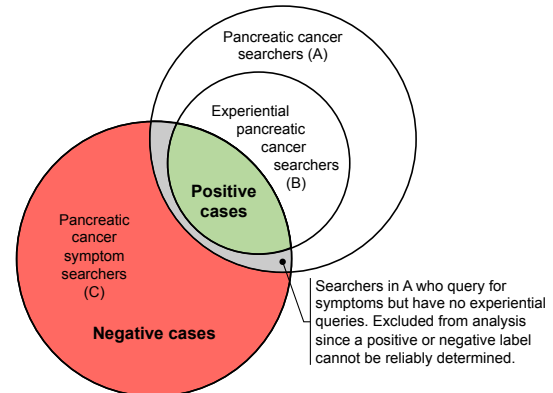 Pancreatic cancer
searchers (A)
Experiential
pancreatic
cancer
searchers
(B)
Positive
cases
Pancreatic
cancer
symptom
searchers
(C)
Negative cases
Searchers in A who query for
symptoms but have no experiential
queries. Excluded from analysis
since a positive or negative label
cannot be reliably determined.